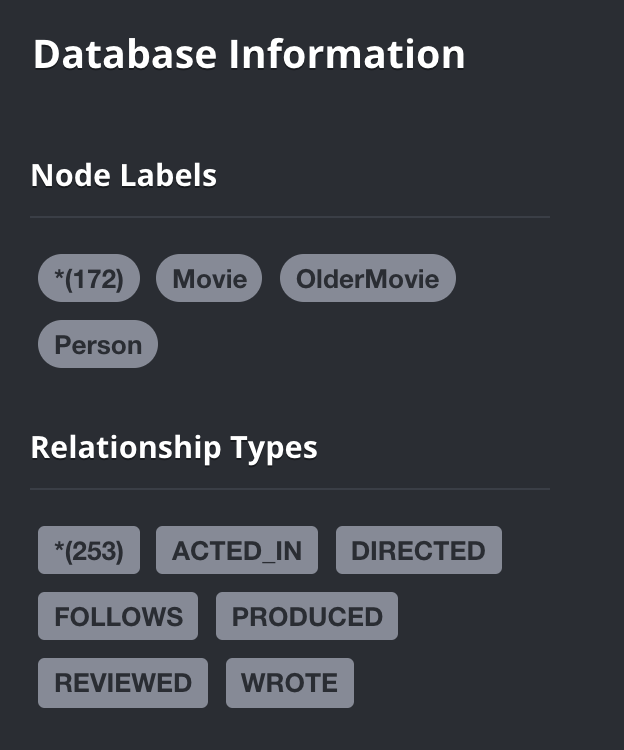 Database Information
Node Labels
*(172) Movie OlderMovie
Person
Relationship Types
*(253) ACTED_IN DIRECTED
FOLLOWS PRODUCED
REVIEWED WROTE